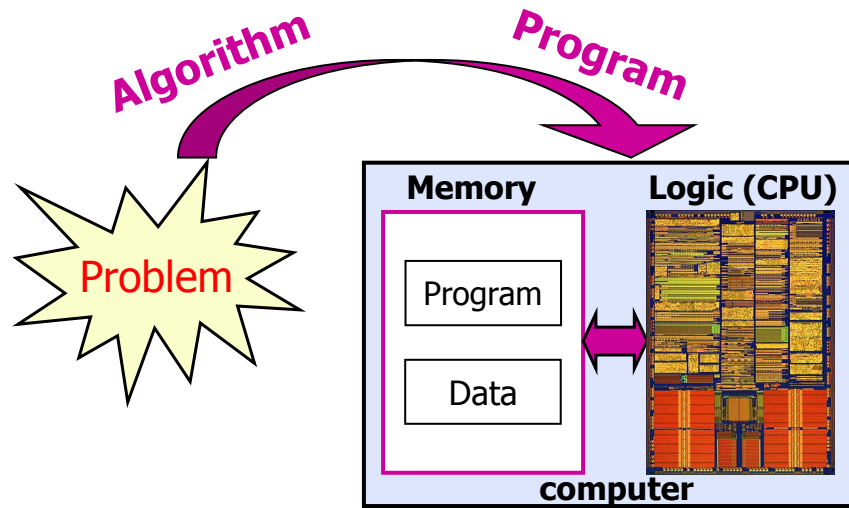 Algorithm
Program
Problem
Memory
Logic (CPU)
Program
Data
computer